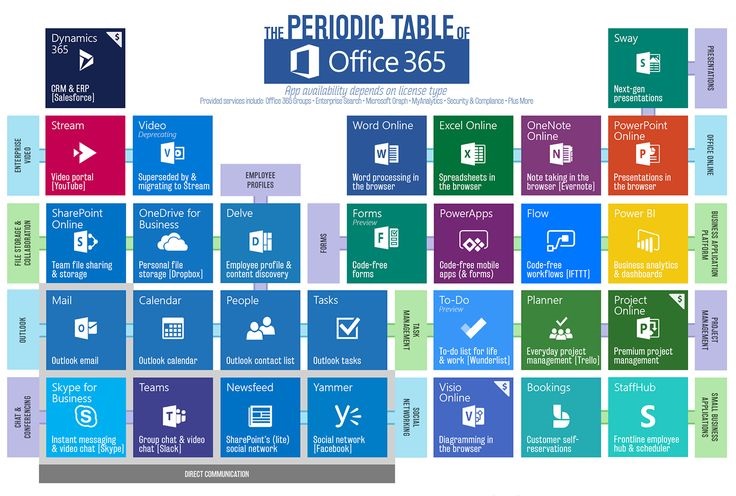 THE PERIODIC TABLE OF
Office 365
App availability depends on license type
Provided services include: Office 365 Groups • Enterprise Search • Microsoft Graph • MyAnalytics • Security & Compliance • Plus More
Dynamics
365
$
CRM & ERP
[Salesforce]
Sway
Next-gen
presentations
PRESENTATIONS
ENTERPRISE
VIDEO
Stream
Video portal
[YouTube]
Video
Deprecating
Superseded by &
migrating to Stream
EMPLOYEE
PROFILES
Word Online
Word processing in
the browser
Excel Online
Spreadsheets in
the browser
OneNote
Online
Note taking in the
browser [Evernote]
PowerPoint
Online
Presentations in
the browser
OFFICE ONLINE
FILE STORAGE &
COLLABORATION
SharePoint
Online
Team file sharing
& storage
OneDrive for
Business
Personal file
storage [Dropbox]
Delve
Employee profile &
content discovery
FORMS
Forms
Preview
Code-free
forms
PowerApps
Code-free mobile
apps (& forms)
Flow
Code-free
workflows [IFTTT]
Power BI
Business analytics
& dashboards
BUSINESS APPLICATION
PLATFORM
OUTLOOK
Mail
Outlook email
Calendar
Outlook calendar
People
Outlook contact list
Tasks
Outlook tasks
TASK
MANAGEMENT
To-Do
Preview
To-do list for life
& work [Wunderlist]
Planner
Everyday project
management [Trello]
Project
Online
$
Premium project
management
PROJECT
MANAGEMENT
CHAT &
CONFERENCING
Skype for
Business
Instant messaging
& video chat [Skype]
Teams
Group chat & video
chat [Slack]
Newsfeed
SharePoint's (lite)
social network
Yammer
Social network
[Facebook]
SOCIAL
NETWORKING
Visio
Online
$
Diagramming in
the browser
Bookings
Customer self-
reservations
StaffHub
Frontline employee
hub & scheduler
SMALL BUSINESS
APPLICATIONS
DIRECT COMMUNICATION